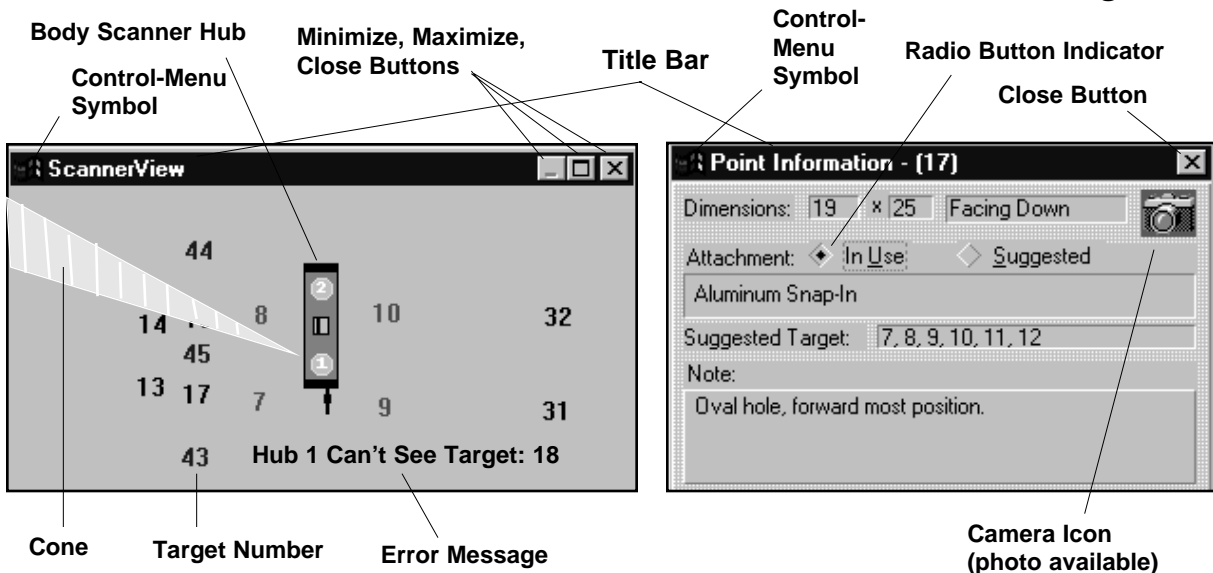 Control-
Menu
Symbol
Body Scanner Hub
Minimize, Maximize,
Close Buttons
Title Bar
Radio Button Indicator
Control-Menu
Symbol
Close Button
ScannerView
44
8
10
14
32
45
13
17
7
9
31
43
Hub 1 Can't See Target: 18
2
1
Point Information - (17)
Dimensions: 19 × 25 Facing Down
Attachment: In Use Suggested
Aluminum Snap-In
Suggested Target: 7, 8, 9, 10, 11, 12
Note:
Oval hole, forward most position.
Cone
Target Number
Error Message
Camera Icon
(photo available)